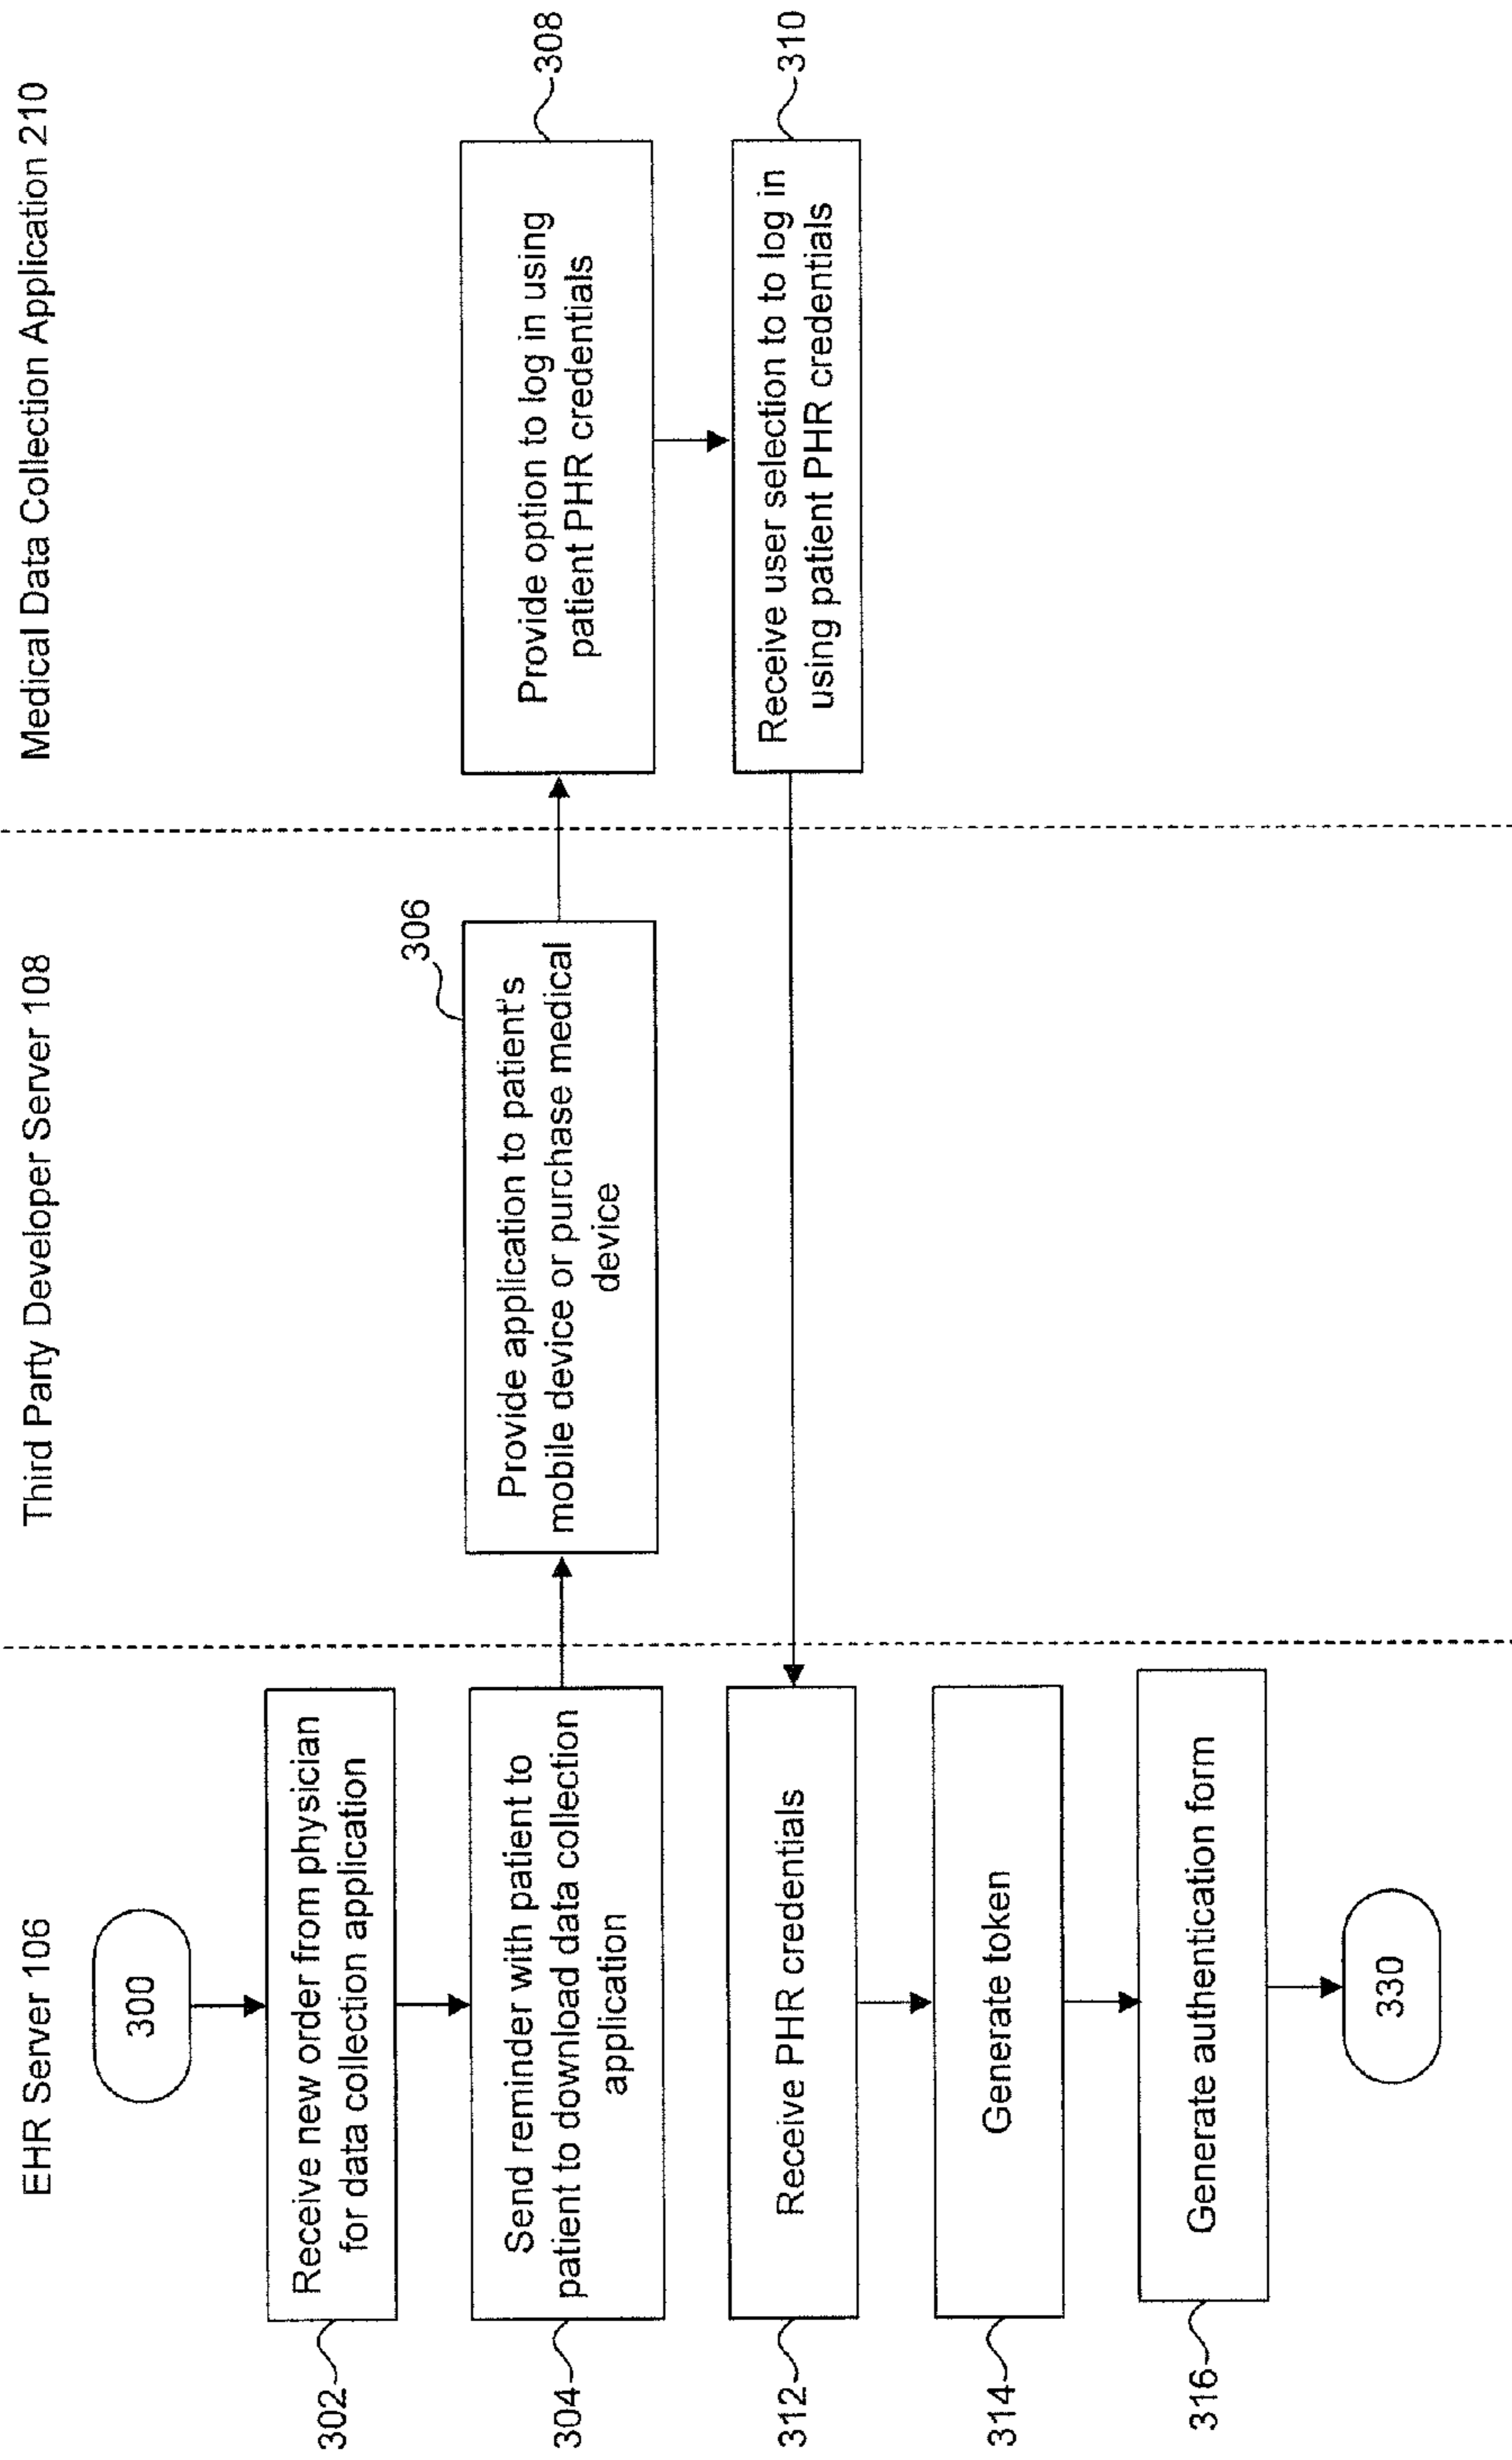 EHR Server 106
Third Party Developer Server 108
Medical Data Collection Application 210
300
302
Receive new order from physician
for data collection application
304
Send reminder with patient to
patient to download data collection
application
306
Provide application to patient's
mobile device or purchase medical
device
308
Provide option to log in using
patient PHR credentials
310
Receive user selection to to log in
using patient PHR credentials
312
Receive PHR credentials
314
Generate token
316
Generate authentication form
330